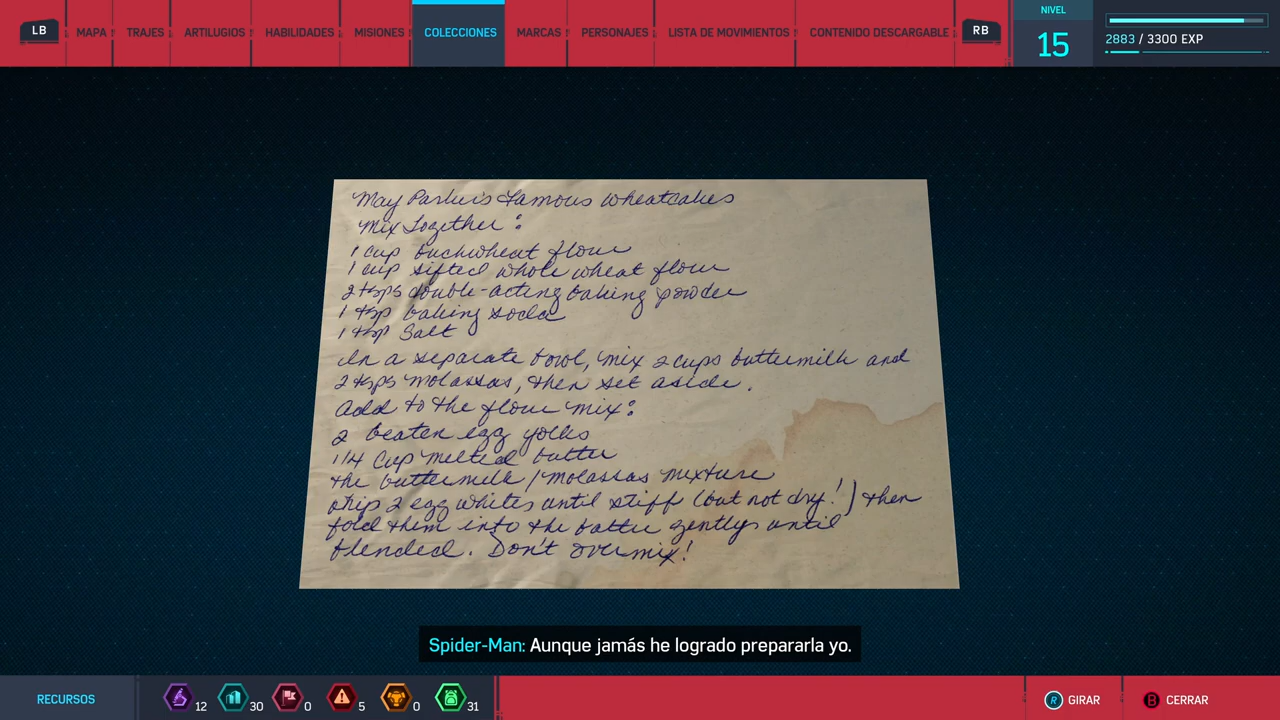 LB
MAPA
TRAJES
ARTILUGIOS
HABILIDADES
MISIONES
COLECCIONES
MARCAS
PERSONAJES
LISTA DE MOVIMIENTOS
CONTENIDO DESCARGABLE
RB
NIVEL
15
2883 / 3300 EXP
May Parker's Famous Wheatcakes
Mix Together:
1 cup buckwheat flour
1 cup sifted whole wheat flour
2 tsps double-acting baking powder
1 tsp baking soda
1 tsp Salt
In a separate bowl, mix 2 cups buttermilk and
2 tsps molassas, then set aside.
Add to the flour mix:
2 beaten egg yolks
1/4 Cup melted butter
the buttermilk / molassas mixture
whip 2 egg whites until stiff (but not dry!) then
fold them into the batter gently until
blended. Don't over mix!
Spider-Man: Aunque jamás he logrado prepararla yo.
RECURSOS
12
30
0
5
0
31
R GIRAR
B CERRAR